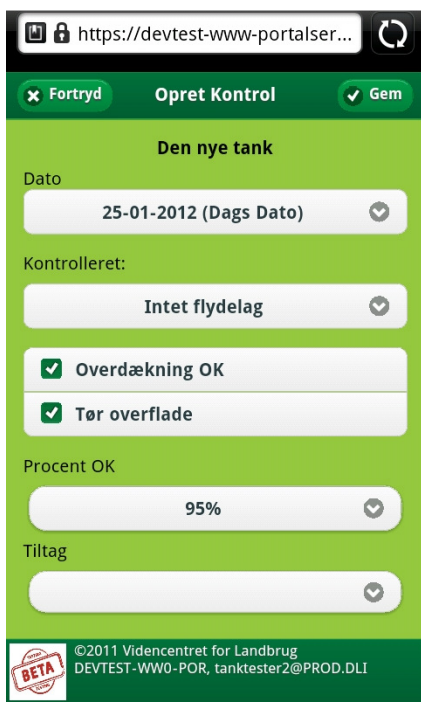 https://devtest-www-portalser...
Fortryd
Opret Kontrol
Gem
Den nye tank
Dato
25-01-2012 (Dags Dato)
Kontrolleret:
Intet flydelag
Overdækning OK
Tør overflade
Procent OK
95%
Tiltag
©2011 Videncentret for Landbrug
DEVTEST-WW0-POR, tanktester2@PROD.DLI
BETA